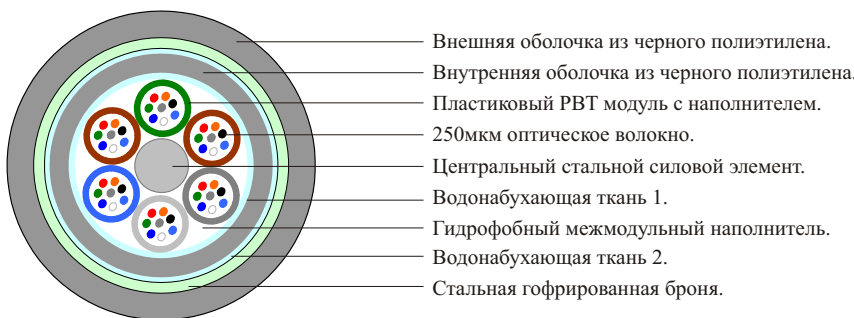 Внешняя оболочка из черного полиэтилена.
Внутренняя оболочка из черного полиэтилена.
Пластиковый PBT модуль с наполнителем.
250мкм оптическое волокно.
Центральный стальной силовой элемент.
Водонабухающая ткань 1.
Гидрофобный межмодульный наполнитель.
Водонабухающая ткань 2.
Стальная гофрированная броня.